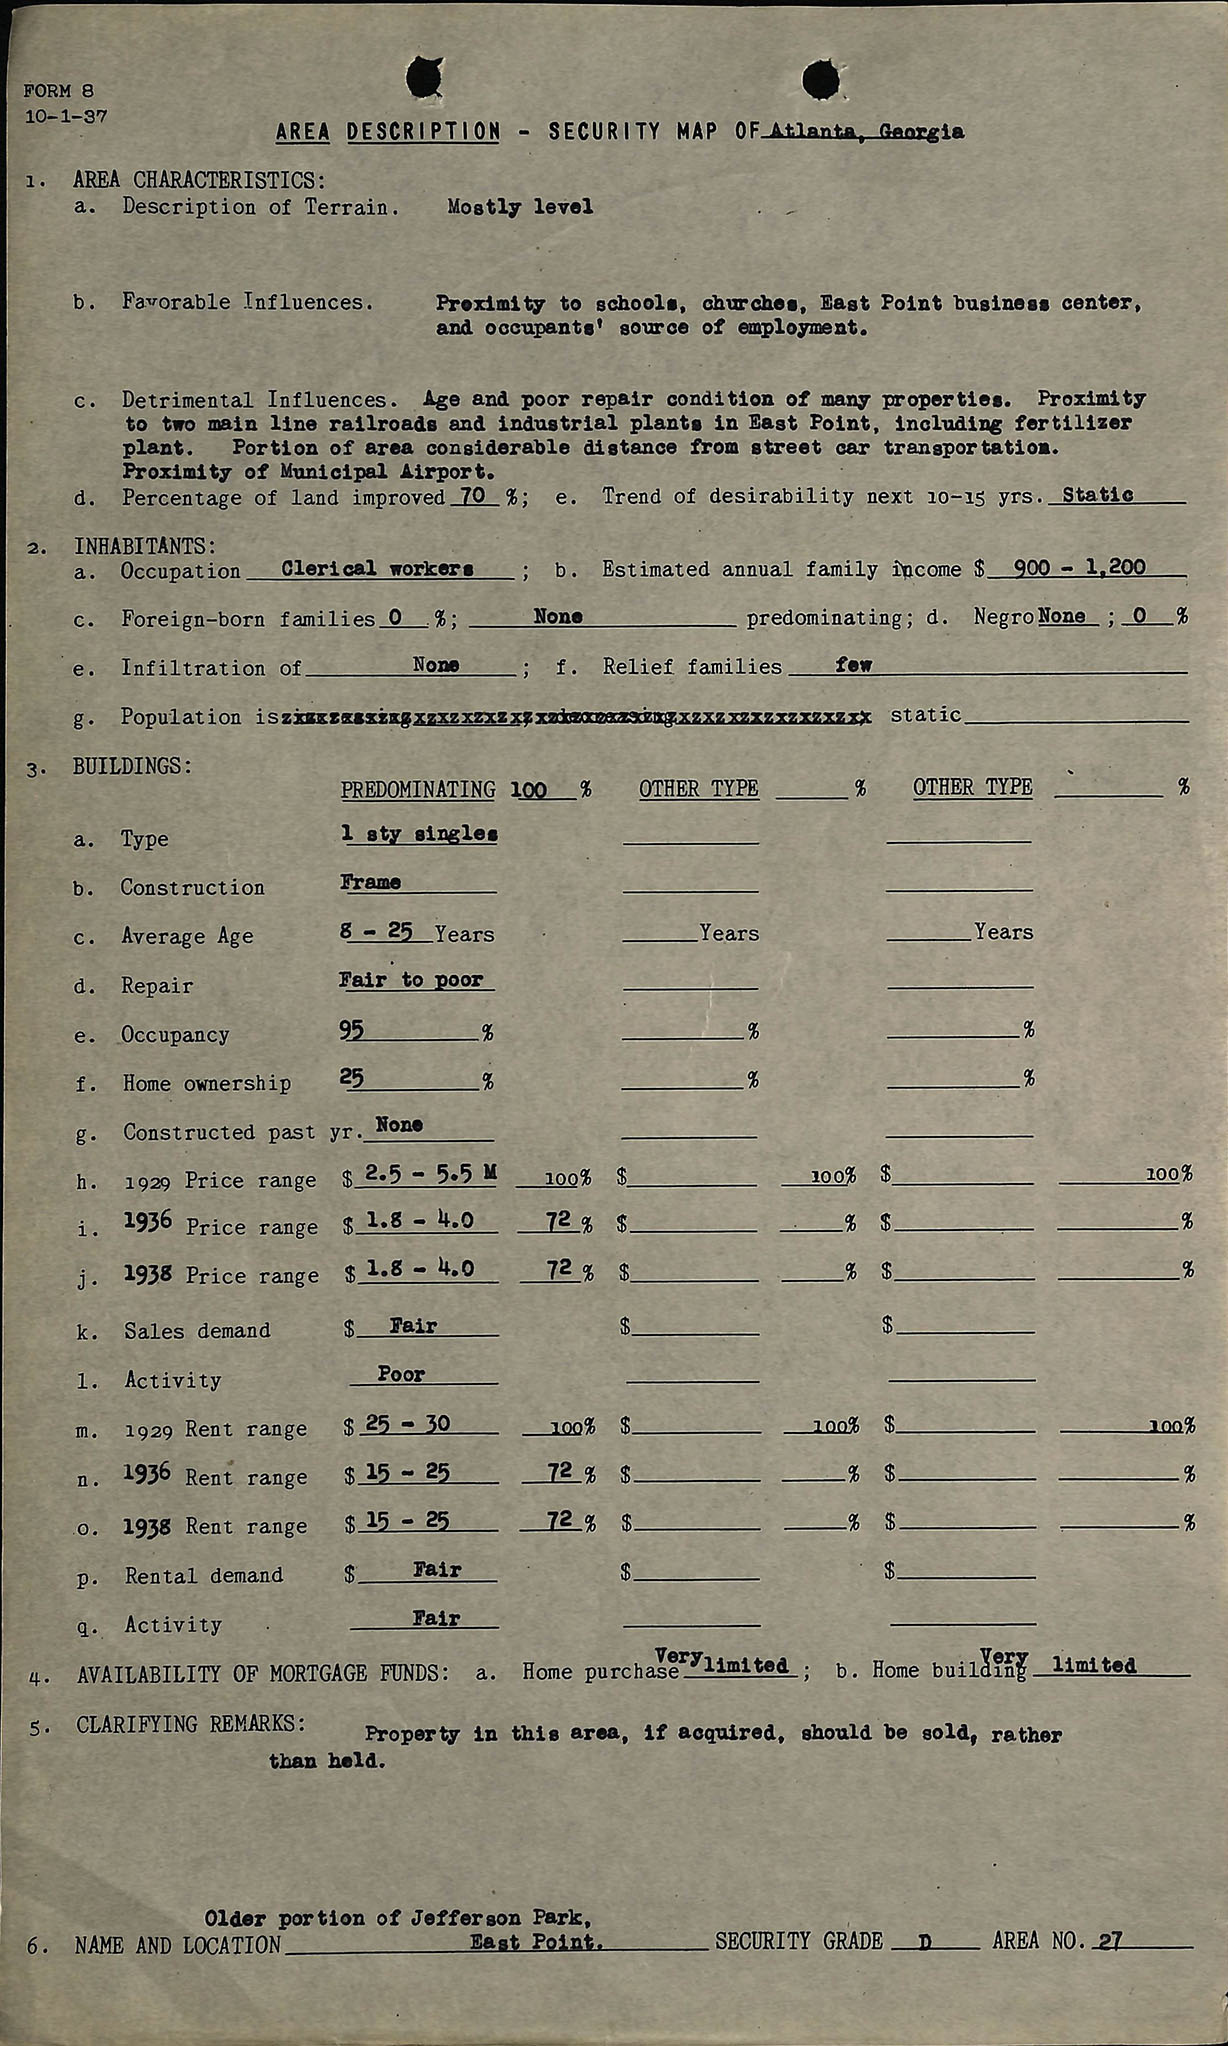 FORM 8
10-1-37
AREA DESCRIPTION - SECURITY MAP OF Atlanta, Georgia
1. AREA CHARACTERISTICS:
a. Description of Terrain. Mostly level
b. Favorable Influences. Proximity to schools, churches, East Point business center,
and occupants' source of employment.
c. Detrimental Influences. Age and poor repair condition of many properties. Proximity
to two main line railroads and industrial plants in East Point, including fertilizer
plant. Portion of area considerable distance from street car transportation.
Proximity of Municipal Airport.
d. Percentage of land improved 70 %; e. Trend of desirability next 10-15 yrs. Static
2. INHABITANTS:
a. Occupation Clerical workers ; b. Estimated annual family income $ 900 - 1,200
c. Foreign-born families 0 %; None predominating; d. Negro None ; 0 %
e. Infiltration of None ; f. Relief families few
g. Population is static
3. BUILDINGS:
PREDOMINATING 100 % OTHER TYPE % OTHER TYPE %
a. Type 1 sty singles
b. Construction Frame
c. Average Age 8 - 25 Years Years Years
d. Repair Fair to poor
e. Occupancy 95 % % %
f. Home ownership 25 % % %
g. Constructed past yr. None
h. 1929 Price range $ 2.5 - 5.5 M 100% $ 100% $ 100%
i. 1936 Price range $ 1.8 - 4.0 72 % $ % $ %
j. 1938 Price range $ 1.8 - 4.0 72 % $ % $ %
k. Sales demand $ Fair $ $
l. Activity Poor
m. 1929 Rent range $ 25 - 30 100% $ 100% $ 100%
n. 1936 Rent range $ 15 - 25 72 % $ % $ %
o. 1938 Rent range $ 15 - 25 72 % $ % $ %
p. Rental demand $ Fair $ $
q. Activity Fair
4. AVAILABILITY OF MORTGAGE FUNDS: a. Home purchase Very limited ; b. Home building Very limited
5. CLARIFYING REMARKS: Property in this area, if acquired, should be sold, rather
than held.
Older portion of Jefferson Park,
6. NAME AND LOCATION East Point. SECURITY GRADE D AREA NO. 27